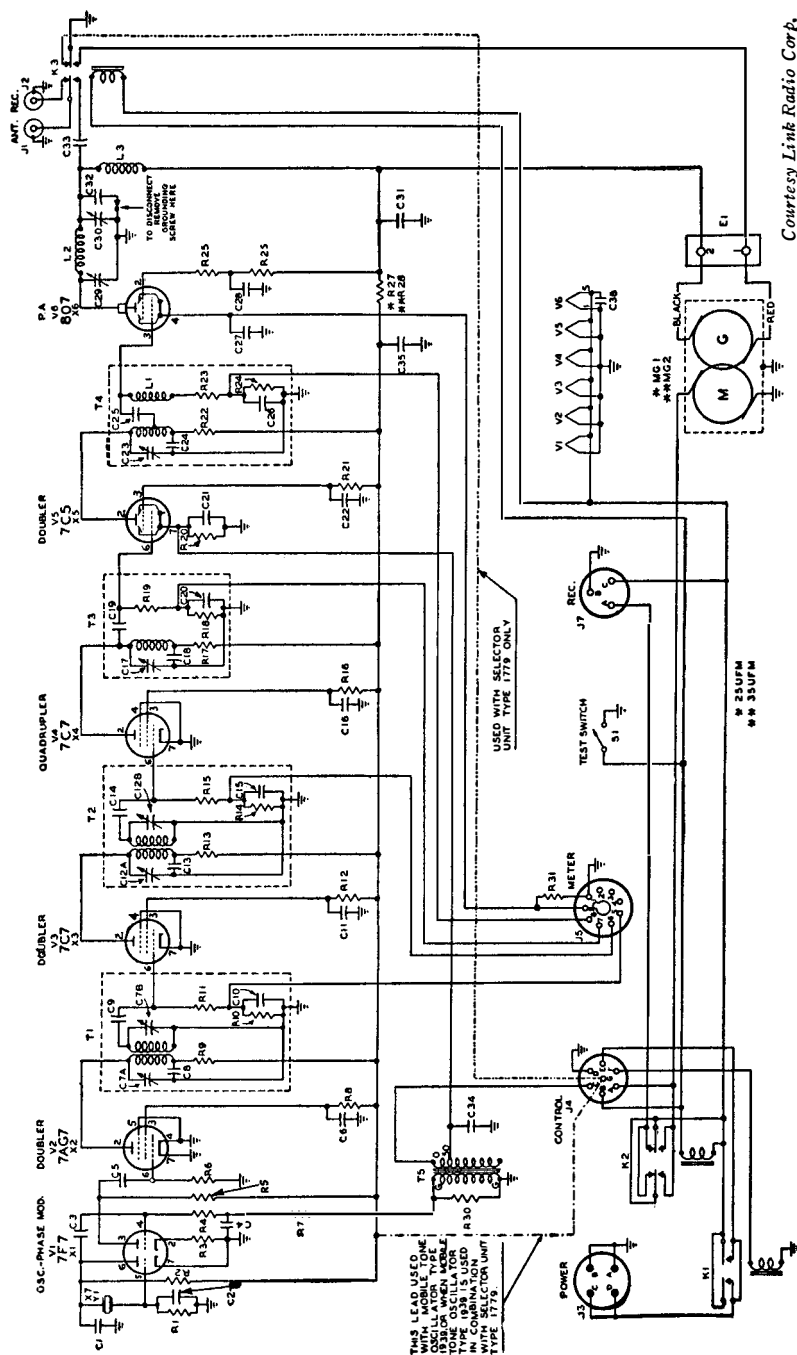 OSC.-PHASE MOD.
V1
7F7
X1
DOUBLER
V2
7AG7
X2
DOUBLER
V3
7C7
X3
QUADRUPLER
V4
7C7
X4
DOUBLER
V5
7C5
X5
P.A
V6
807
X6
ANT.
REC.
J1
J2
K3
C33
L3
C32
C30
L2
C29
TO DISCONNECT
REMOVE
GROUNDING
SCREW HERE
R25
R25
C28
C27
C31
* R27
** R28
C35
T4
C25
L1
C23
C24
R23
R22
R24
C26
R21
C22
C21
R20
T3
C19
R19
C17
C18
C20
R18
R17
R16
C16
T2
C14
C12B
C12A
C13
R15
R14
C15
R13
R12
C11
T1
C9
C7B
C7A
C8
R11
R10
C10
R9
R8
C6
C5
R6
R5
C3
R4
R3
R7
C2
R1
C1
Y1
T5
R30
C34
THIS LEAD USED
WITH MOBILE TONE
OSCILLATOR TYPE
1939, OR WHEN MOBILE
TONE OSCILLATOR
TYPE 1939 IS USED
IN COMBINATION
WITH SELECTOR UNIT
TYPE 1779.
USED WITH SELECTOR
UNIT TYPE 1779 ONLY
POWER
J3
K1
K2
CONTROL
J4
METER
J5
R31
TEST SWITCH
S1
REC.
J7
* 25UFM
** 35UFM
V1
V2
V3
V4
V5
V6
C38
* MG1
** MG2
M
G
BLACK
RED
E1
2
1
Courtesy Link Radio Corp.